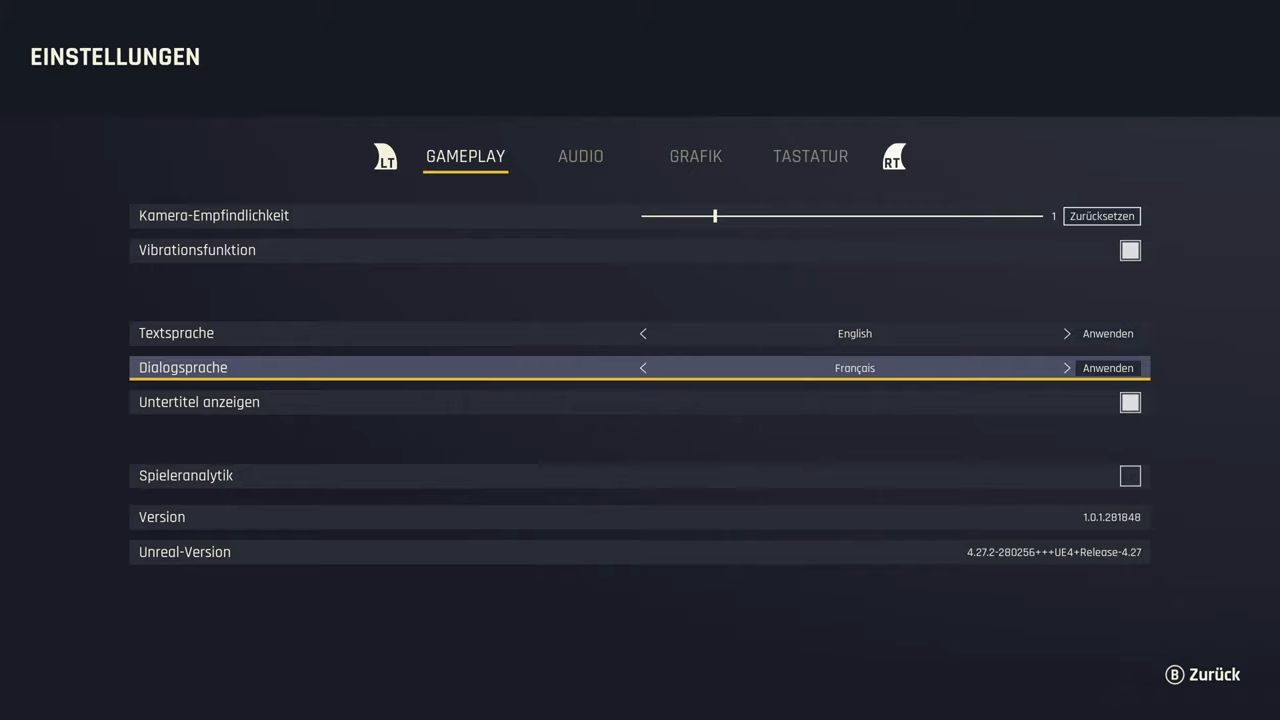 EINSTELLUNGEN
LT GAMEPLAY AUDIO GRAFIK TASTATUR RT
Kamera-Empfindlichkeit 1 Zurücksetzen
Vibrationsfunktion
Textsprache < English > Anwenden
Dialogsprache < Français > Anwenden
Untertitel anzeigen
Spieleranalytik
Version 1.0.1.281848
Unreal-Version 4.27.2-280256+++UE4+Release-4.27
B Zurück